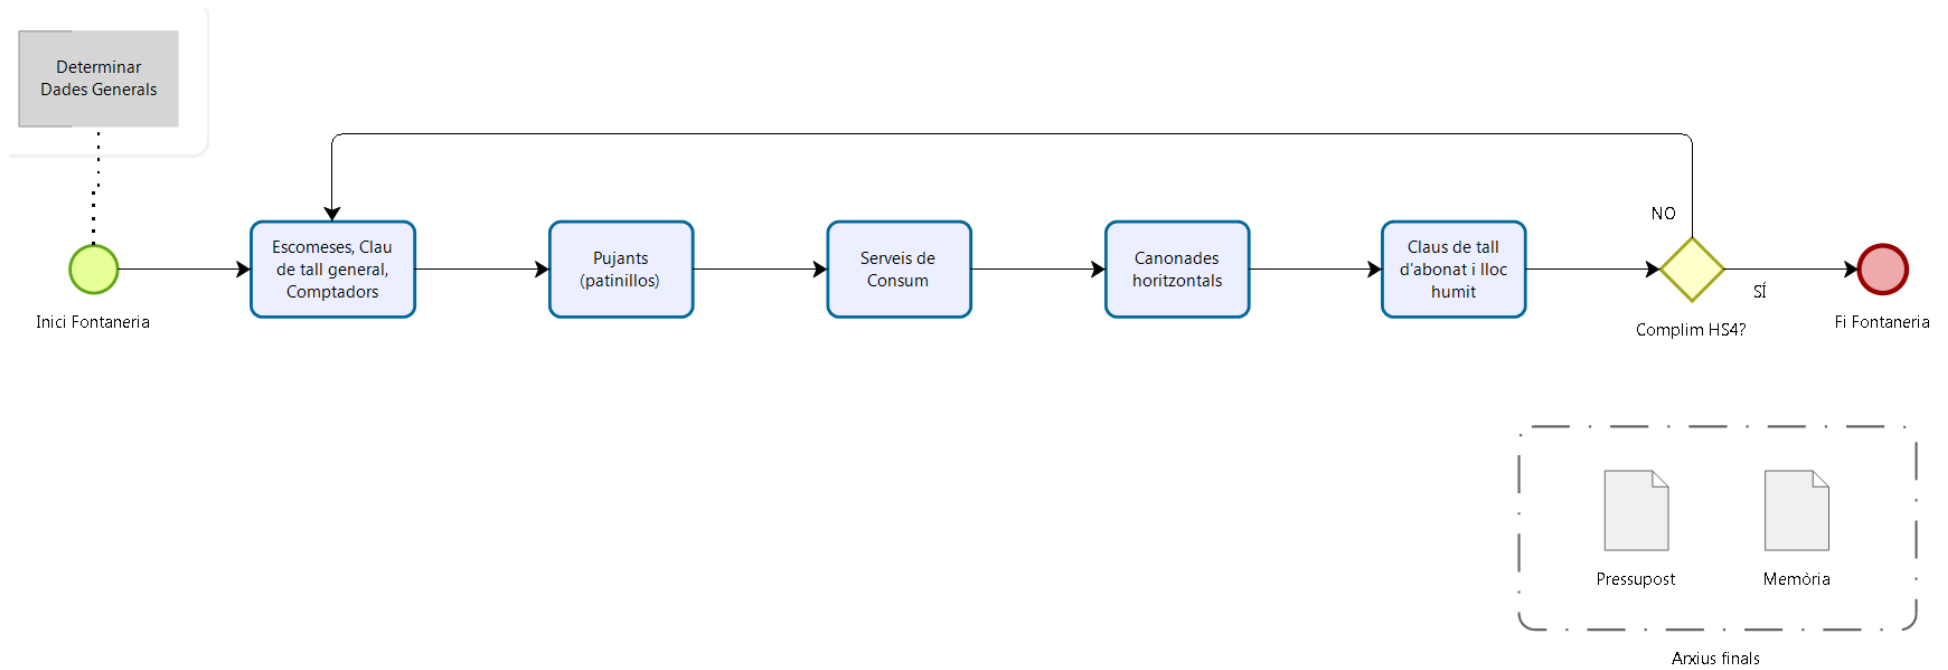 Determinar
Dades Generals
Inici Fontaneria
Escomeses, Clau
de tall general,
Comptadors
Pujants
(patinillos)
Serveis de
Consum
Canonades
horitzontals
Claus de tall
d'abonat i lloc
humit
NO
SÍ
Complim HS4?
Fi Fontaneria
Pressupost
Memòria
Arxius finals